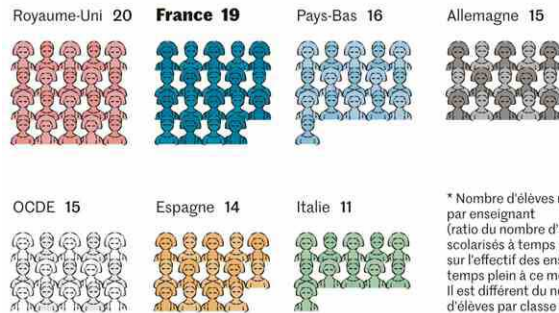 Royaume-Uni 20
France 19
Pays-Bas 16
Allemagne 15
OCDE 15
Espagne 14
Italie 11
* Nombre d'élèves
par enseignant
(ratio du nombre d'
scolarisés à temps
sur l'effectif des
temps plein à ce
Il est différent du
d'élèves par classe